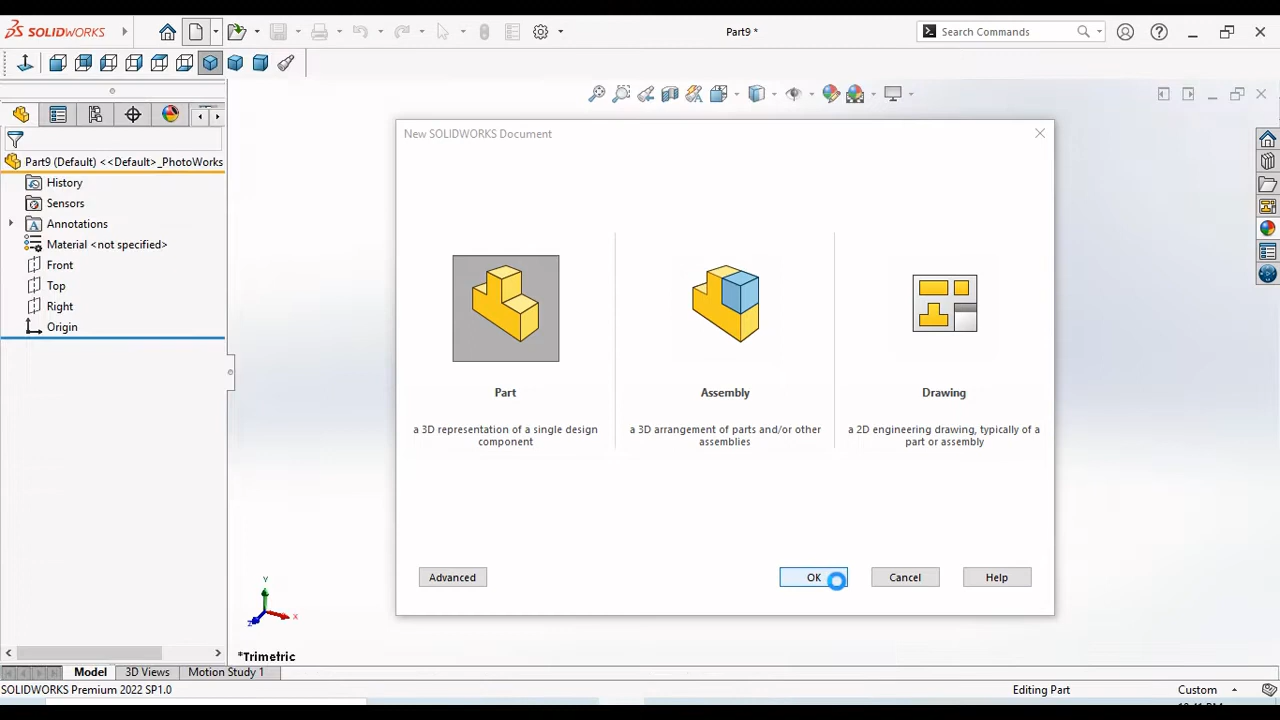 SOLIDWORKS
Part9 *
Search Commands
Part9 (Default) <<Default>_PhotoWorks
History
Sensors
Annotations
Material <not specified>
Front
Top
Right
Origin
New SOLIDWORKS Document
Part
a 3D representation of a single design
component
Assembly
a 3D arrangement of parts and/or other
assemblies
Drawing
a 2D engineering drawing, typically of a
part or assembly
Advanced
OK
Cancel
Help
Y
X
Z
*Trimetric
Model
3D Views
Motion Study 1
SOLIDWORKS Premium 2022 SP1.0
Editing Part
Custom